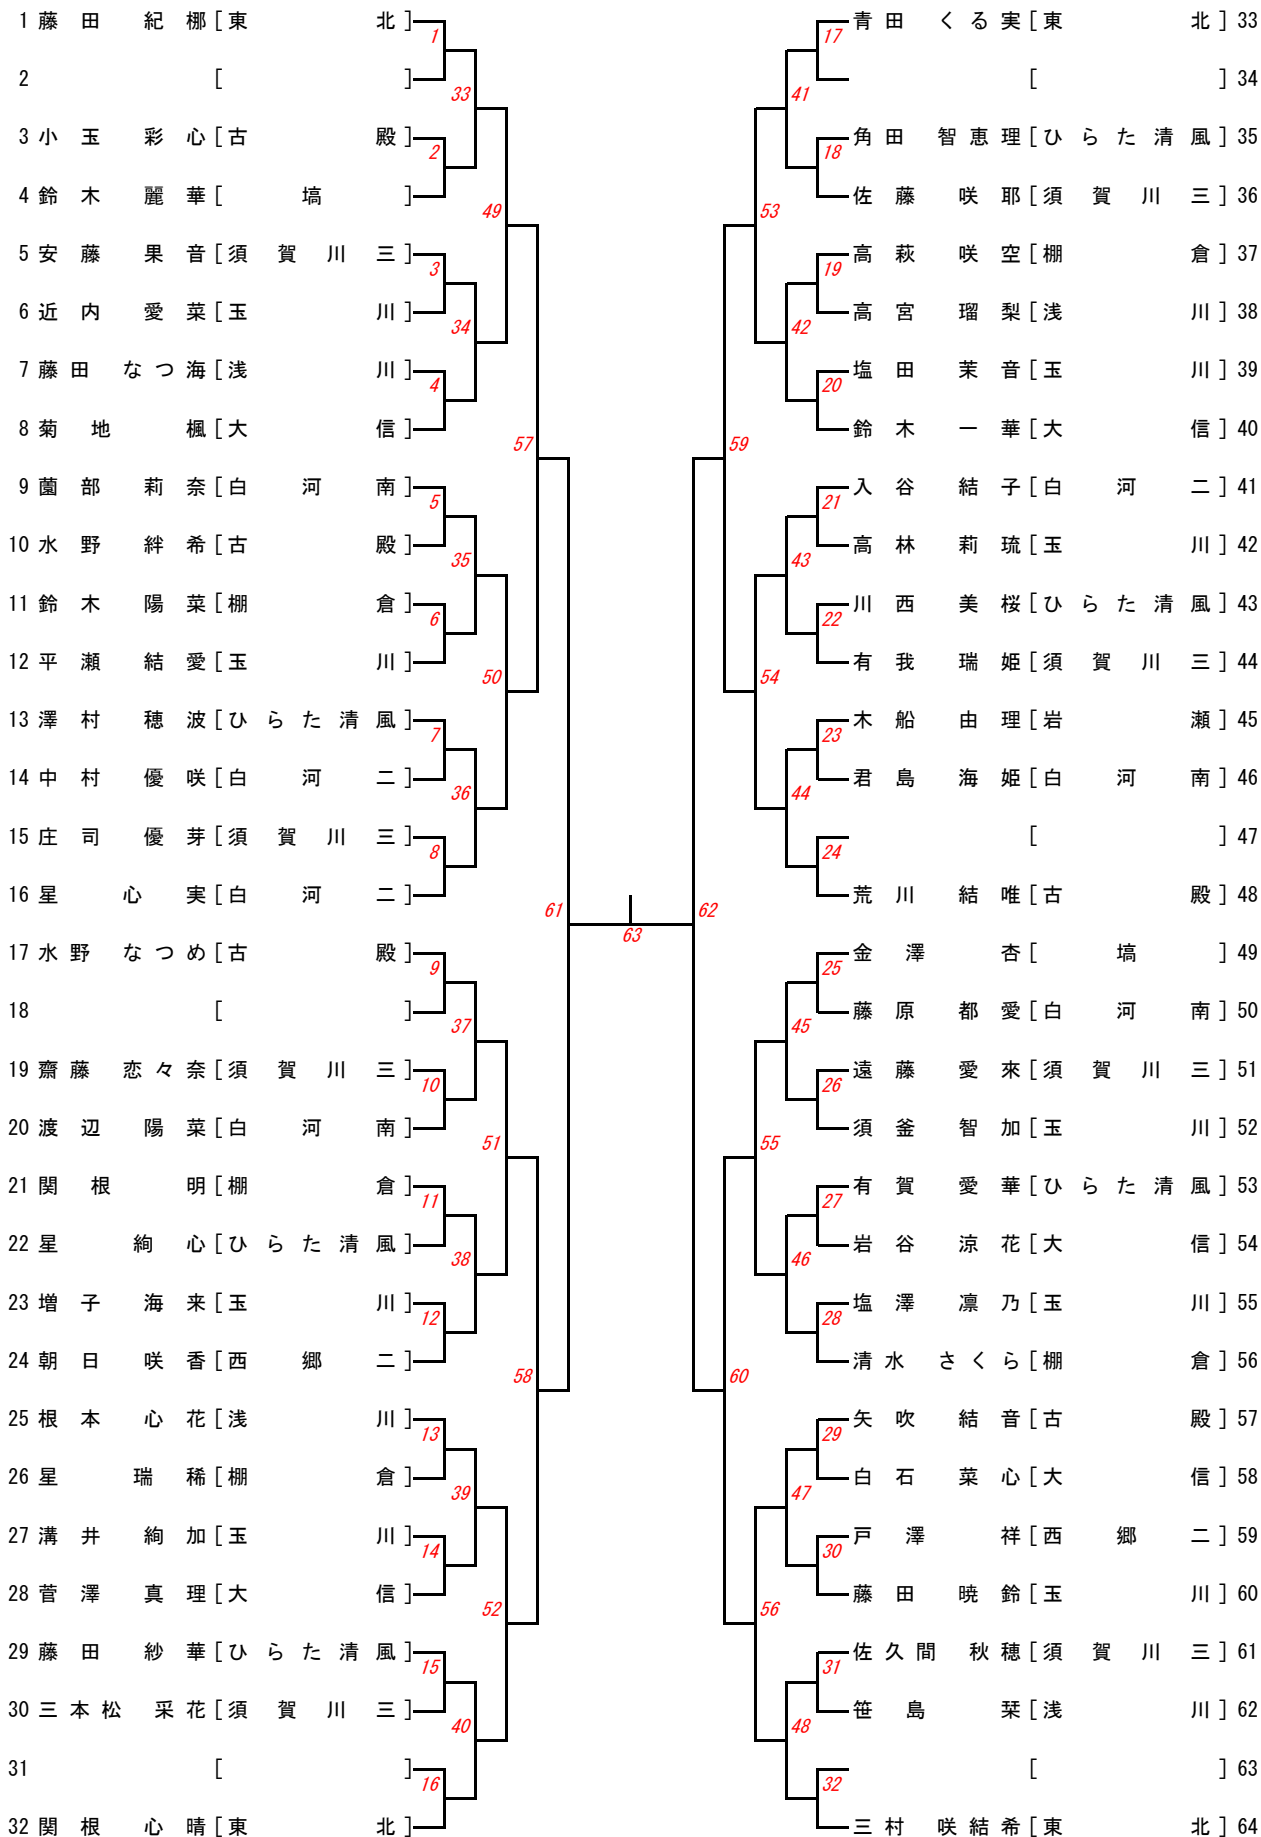 1 藤田 紀梛 [東北]
2 [ ]
3 小玉 彩心 [古殿]
4 鈴木 麗華 [塙]
5 安藤 果音 [須賀川三]
6 近内 愛菜 [玉川]
7 藤田 なつ海 [浅川]
8 菊地 楓 [大信]
9 薗部 莉奈 [白河南]
10 水野 絆希 [古殿]
11 鈴木 陽菜 [棚倉]
12 平瀬 結愛 [玉川]
13 澤村 穂波 [ひらた清風]
14 中村 優咲 [白河二]
15 庄司 優芽 [須賀川三]
16 星 心実 [白河二]
17 水野 なつめ [古殿]
18 [ ]
19 齋藤 恋々奈 [須賀川三]
20 渡辺 陽菜 [白河南]
21 関根 明 [棚倉]
22 星 絢心 [ひらた清風]
23 増子 海来 [玉川]
24 朝日 咲香 [西郷二]
25 根本 心花 [浅川]
26 星 瑞稀 [棚倉]
27 溝井 絢加 [玉川]
28 菅澤 真理 [大信]
29 藤田 紗華 [ひらた清風]
30 三本松 采花 [須賀川三]
31 [ ]
32 関根 心晴 [東北]
1
2
3
4
5
6
7
8
9
10
11
12
13
14
15
16
33
34
35
36
37
38
39
40
49
50
51
52
57
58
61
63
62
59
60
53
54
55
56
41
42
43
44
45
46
47
48
17
18
19
20
21
22
23
24
25
26
27
28
29
30
31
32
青田 くる実 [東北] 33
[ ] 34
角田 智恵理 [ひらた清風] 35
佐藤 咲耶 [須賀川三] 36
高萩 咲空 [棚倉] 37
高宮 瑠梨 [浅川] 38
塩田 茉音 [玉川] 39
鈴木 一華 [大信] 40
入谷 結子 [白河二] 41
高林 莉琉 [玉川] 42
川西 美桜 [ひらた清風] 43
有我 瑞姫 [須賀川三] 44
木船 由理 [岩瀬] 45
君島 海姫 [白河南] 46
[ ] 47
荒川 結唯 [古殿] 48
金澤 杏 [塙] 49
藤原 都愛 [白河南] 50
遠藤 愛來 [須賀川三] 51
須釜 智加 [玉川] 52
有賀 愛華 [ひらた清風] 53
岩谷 涼花 [大信] 54
塩澤 凛乃 [玉川] 55
清水 さくら [棚倉] 56
矢吹 結音 [古殿] 57
白石 菜心 [大信] 58
戸澤 祥 [西郷二] 59
藤田 暁鈴 [玉川] 60
佐久間 秋穂 [須賀川三] 61
笹島 栞 [浅川] 62
[ ] 63
三村 咲結希 [東北] 64